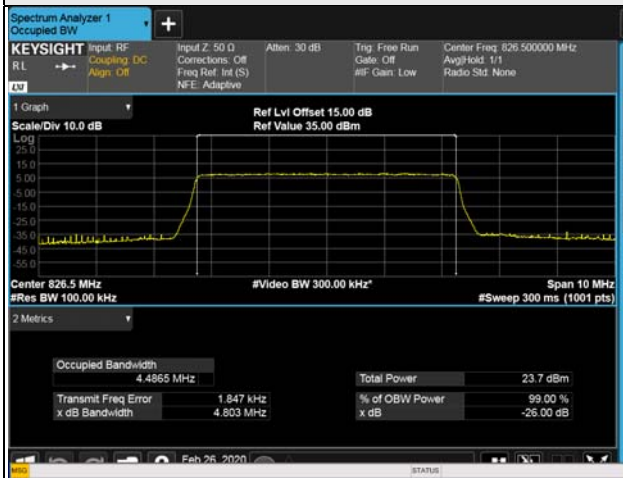 Spectrum Analyzer 1
Occupied BW
+
KEYSIGHT Input: RF Input Z: 50 Ω Atten: 30 dB Trig: Free Run Center Freq: 826.500000 MHz
RL Coupling: DC Corrections: Off Gate: Off Avg|Hold: 1/1
Align: Off Freq Ref: Int (S) #IF Gain: Low Radio Std: None
LXI NFE: Adaptive
1 Graph
Ref Lvl Offset 15.00 dB
Scale/Div 10.0 dB Ref Value 35.00 dBm
Log
25.0
15.0
5.00
-5.00
-15.0
-25.0
-35.0
-45.0
-55.0
Center 826.5 MHz #Video BW 300.00 kHz* Span 10 MHz
#Res BW 100.00 kHz #Sweep 300 ms (1001 pts)
2 Metrics
Occupied Bandwidth
4.4865 MHz Total Power 23.7 dBm
Transmit Freq Error 1.847 kHz % of OBW Power 99.00 %
x dB Bandwidth 4.803 MHz x dB -26.00 dB
Feb 26, 2020
MSG STATUS